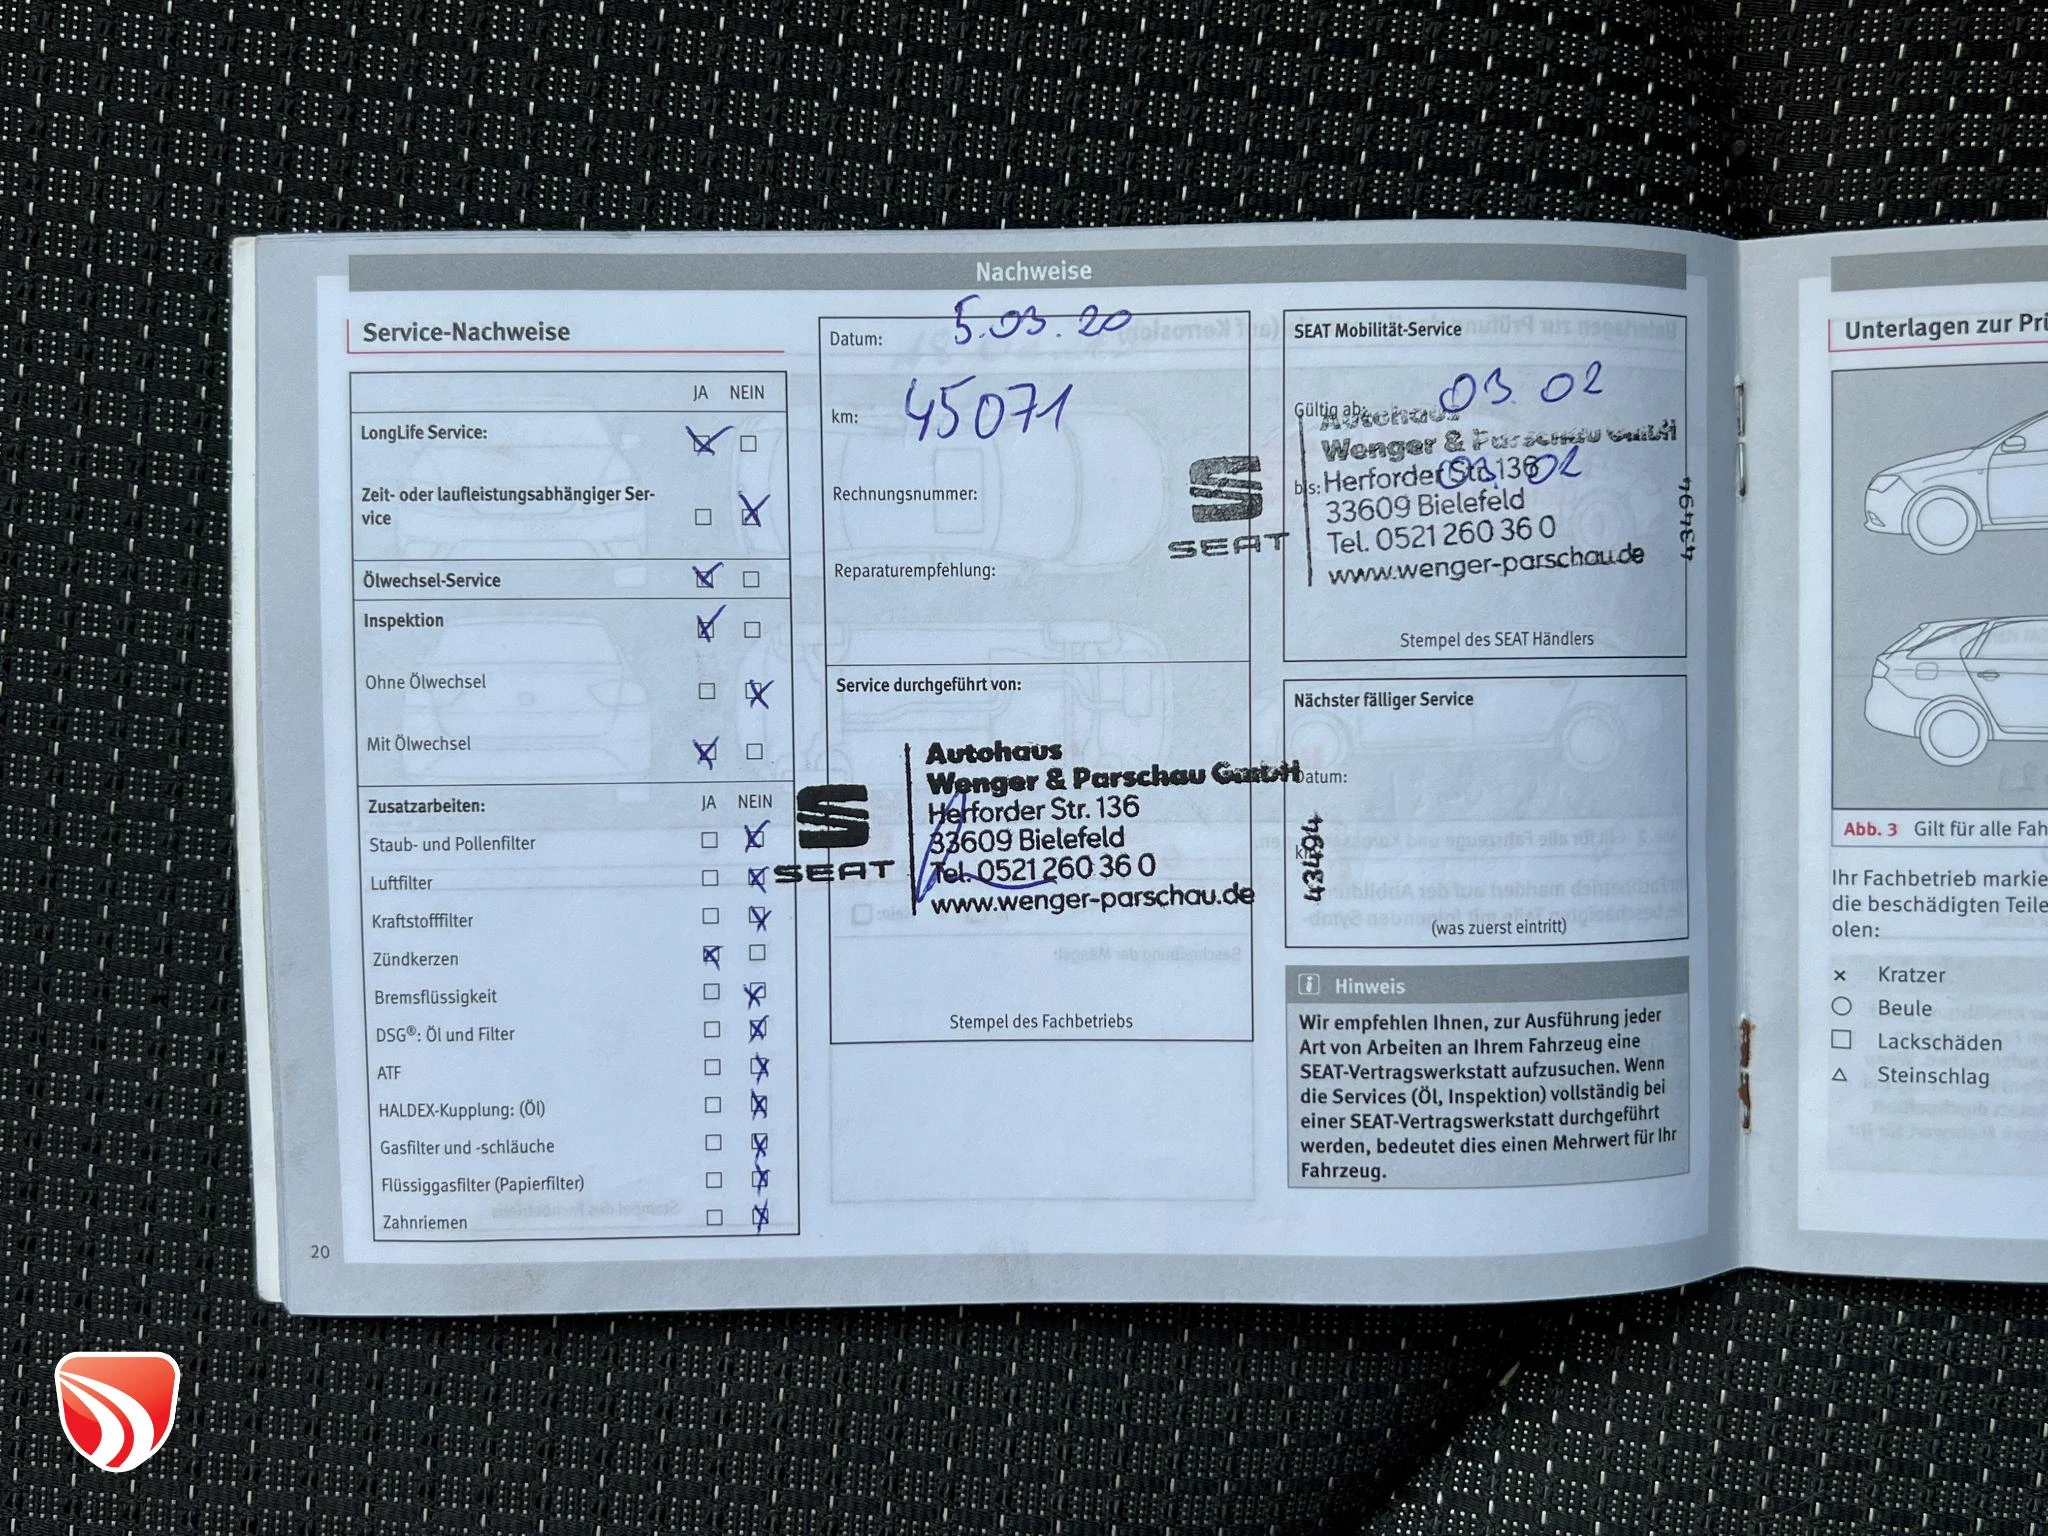 Nachweise
Service-Nachweise
JA NEIN
LongLife Service:
Zeit- oder laufleistungsabhängiger Ser-
vice
Ölwechsel-Service
Inspektion
Ohne Ölwechsel
Mit Ölwechsel
Zusatzarbeiten: JA NEIN
Staub- und Pollenfilter
Luftfilter
Kraftstofffilter
Zündkerzen
Bremsflüssigkeit
DSG®: Öl und Filter
ATF
HALDEX-Kupplung: (Öl)
Gasfilter und -schläuche
Flüssiggasfilter (Papierfilter)
Zahnriemen
20
Datum: 5.03.20
km: 45071
Rechnungsnummer:
Reparaturempfehlung:
Service durchgeführt von:
Autohaus
Wenger & Parschau GmbH
Herforder Str. 136
33609 Bielefeld
Tel. 0521 260 36 0
www.wenger-parschau.de
SEAT
Stempel des Fachbetriebs
SEAT Mobilität-Service
Gültig ab: 03 02
Autohaus
Wenger & Parschau GmbH
bis: 03. 02
Herforder Str. 136
33609 Bielefeld
Tel. 0521 260 36 0
www.wenger-parschau.de
SEAT
43494
Stempel des SEAT Händlers
Nächster fälliger Service
Datum:
km:
43494
(was zuerst eintritt)
i Hinweis
Wir empfehlen Ihnen, zur Ausführung jeder
Art von Arbeiten an Ihrem Fahrzeug eine
SEAT-Vertragswerkstatt aufzusuchen. Wenn
die Services (Öl, Inspektion) vollständig bei
einer SEAT-Vertragswerkstatt durchgeführt
werden, bedeutet dies einen Mehrwert für Ihr
Fahrzeug.
Unterlagen zur Prü
Abb. 3 Gilt für alle Fah
Ihr Fachbetrieb markie
die beschädigten Teile
olen:
× Kratzer
○ Beule
□ Lackschäden
△ Steinschlag